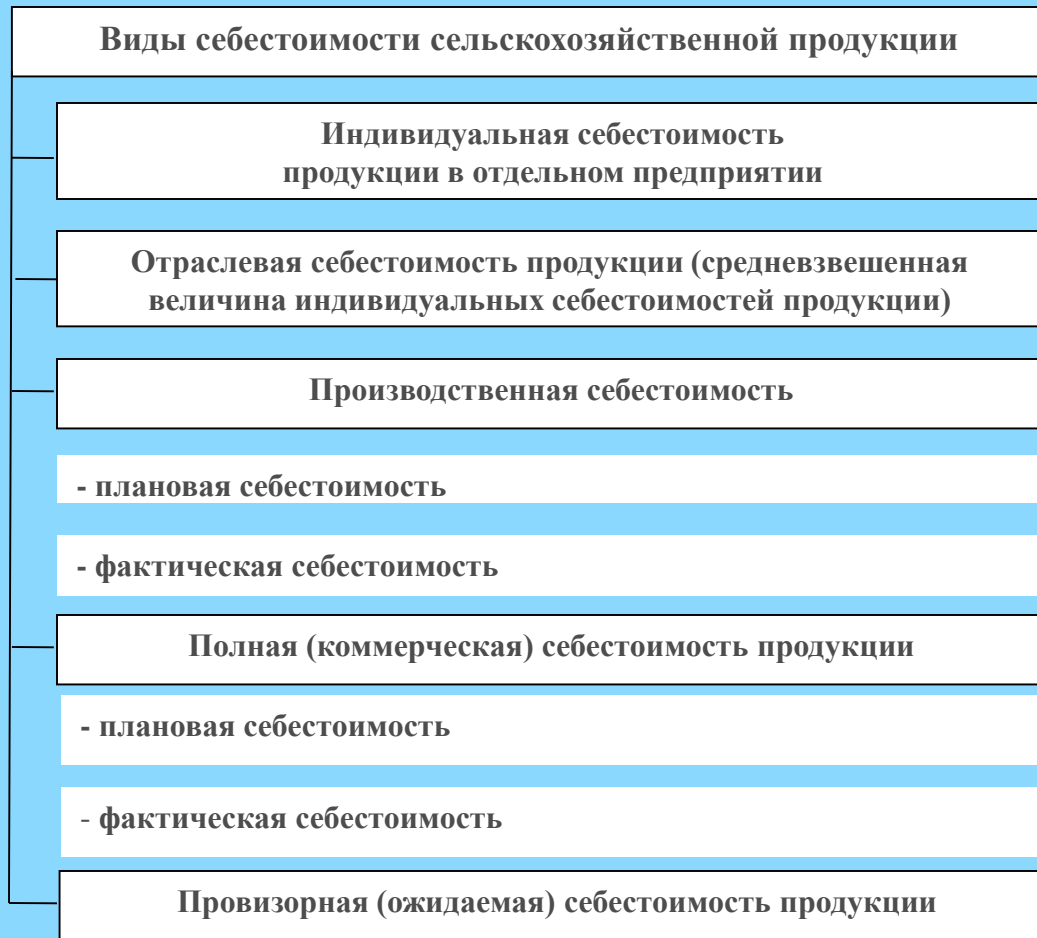 Виды себестоимости сельскохозяйственной продукции
Индивидуальная себестоимость
продукции в отдельном предприятии
Отраслевая себестоимость продукции (средневзвешенная
величина индивидуальных себестоимостей продукции)
Производственная себестоимость
- плановая себестоимость
- фактическая себестоимость
Полная (коммерческая) себестоимость продукции
- плановая себестоимость
- фактическая себестоимость
Провизорная (ожидаемая) себестоимость продукции